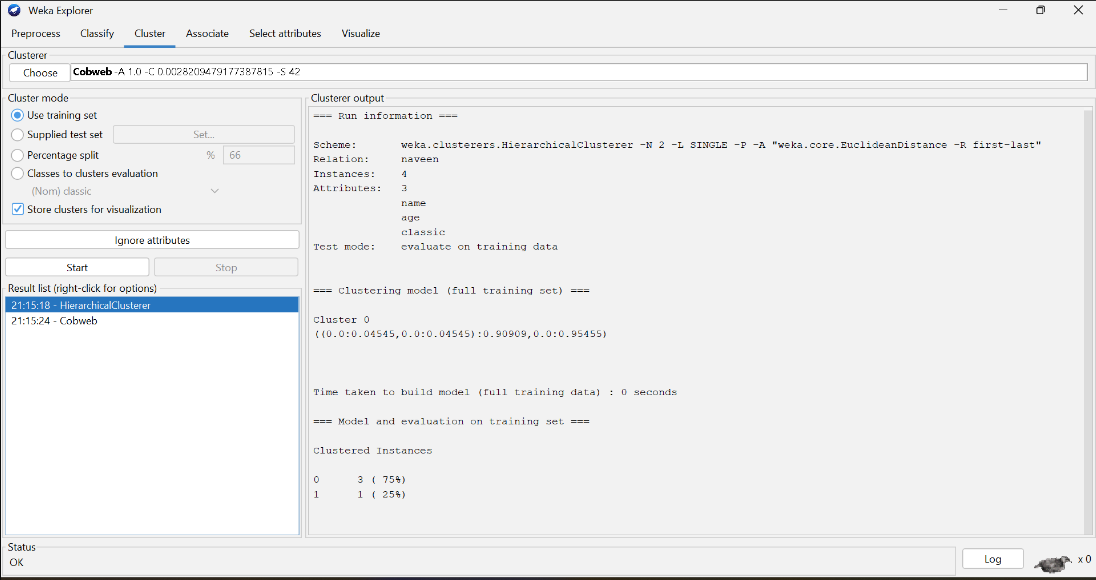 Weka Explorer
Preprocess Classify Cluster Associate Select attributes Visualize
Clusterer
Choose Cobweb -A 1.0 -C 0.0028209479177387815 -S 42
Cluster mode
Use training set
Supplied test set Set...
Percentage split % 66
Classes to clusters evaluation
(Nom) classic
Store clusters for visualization
Ignore attributes
Start Stop
Result list (right-click for options)
21:15:18 - HierarchicalClusterer
21:15:24 - Cobweb
Clusterer output
=== Run information ===
Scheme: weka.clusterers.HierarchicalClusterer -N 2 -L SINGLE -P -A "weka.core.EuclideanDistance -R first-last"
Relation: naveen
Instances: 4
Attributes: 3
name
age
classic
Test mode: evaluate on training data
=== Clustering model (full training set) ===
Cluster 0
((0.0:0.04545,0.0:0.04545):0.90909,0.0:0.95455)
Time taken to build model (full training data) : 0 seconds
=== Model and evaluation on training set ===
Clustered Instances
0 3 ( 75%)
1 1 ( 25%)
Status
OK
Log x 0